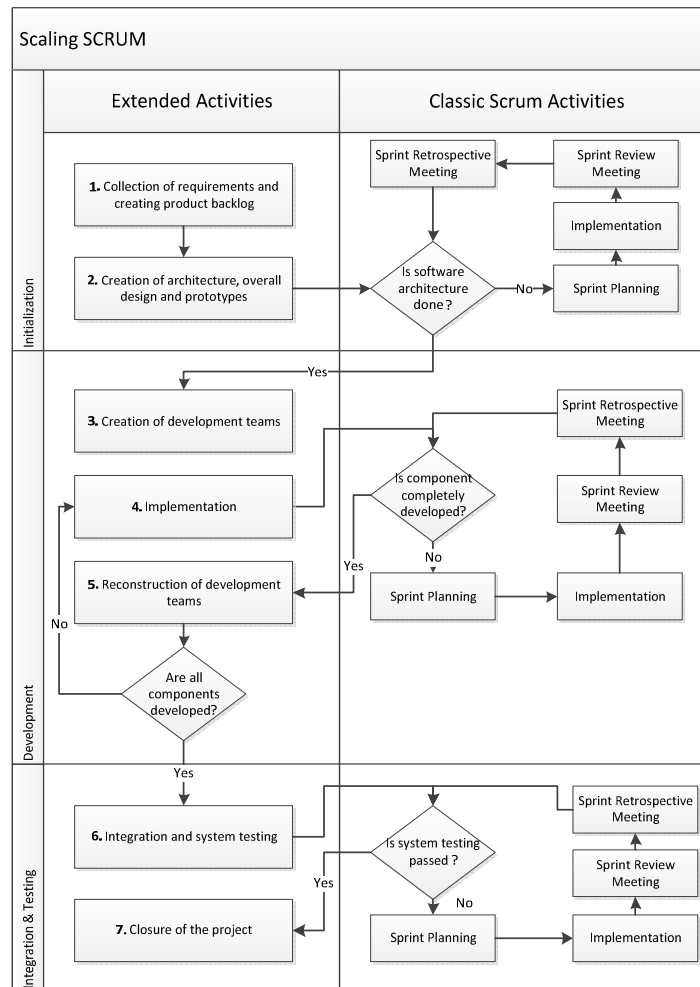 Scaling SCRUM
Extended Activities
Classic Scrum Activities
Initialization
1. Collection of requirements and
creating product backlog
2. Creation of architecture, overall
design and prototypes
Sprint Retrospective
Meeting
Sprint Review
Meeting
Implementation
Is software
architecture
done ?
No
Sprint Planning
Yes
Development
3. Creation of development teams
4. Implementation
5. Reconstruction of development
teams
No
Are all
components
developed?
Yes
Sprint Retrospective
Meeting
Is component
completely
developed?
Sprint Review
Meeting
No
Yes
Sprint Planning
Implementation
Integration & Testing
6. Integration and system testing
7. Closure of the project
Sprint Retrospective
Meeting
Is system testing
passed ?
Sprint Review
Meeting
Yes
No
Sprint Planning
Implementation